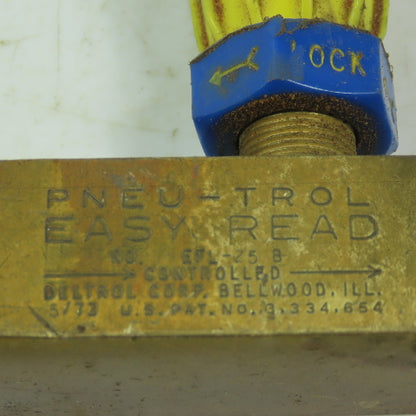 LOCK
PNEU-TROL
EASY READ
NO. EFL-25 B
CONTROLLED
DELTROL CORP. BELLWOOD, ILL.
5/73 U.S. PAT. NO. 3,334,654